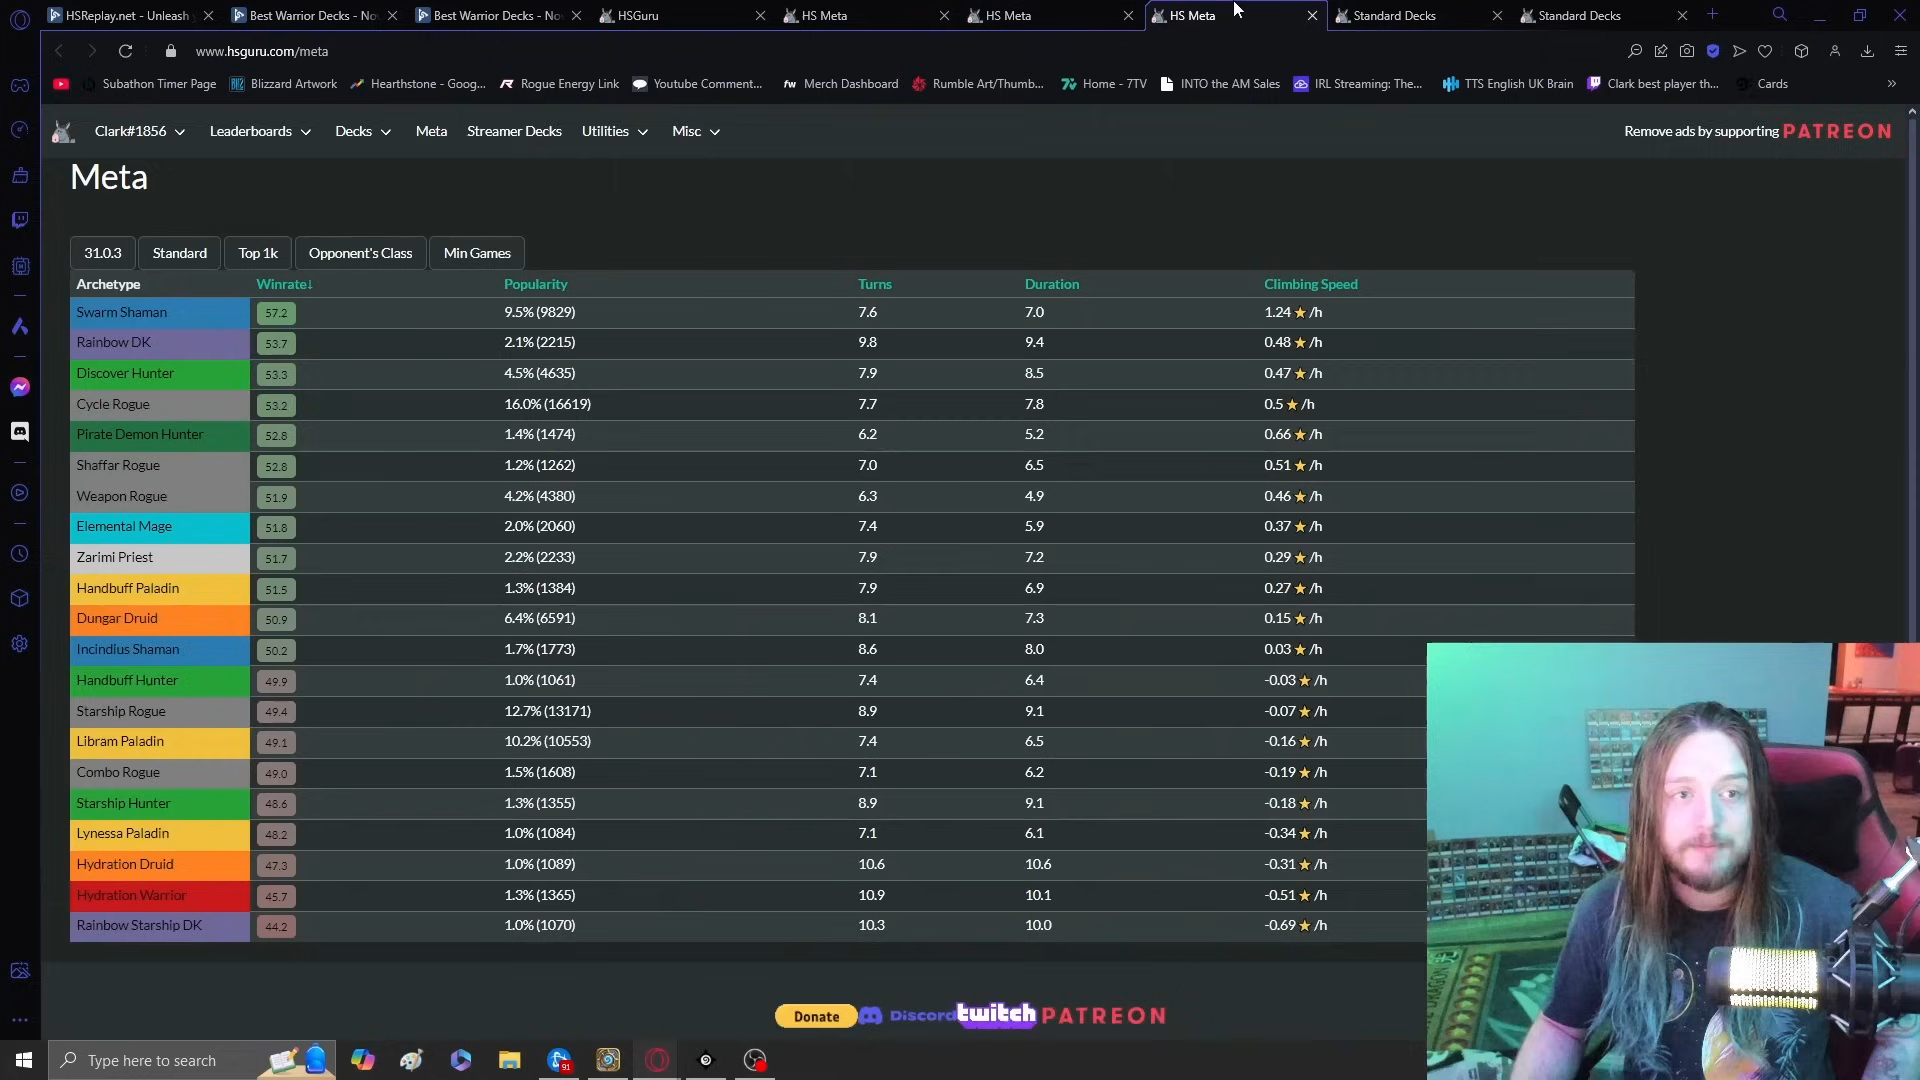 HSReplay.net - Unleash
Best Warrior Decks - No
Best Warrior Decks - No
HSGuru
HS Meta
HS Meta
HS Meta
Standard Decks
Standard Decks
www.hsguru.com/meta
Subathon Timer Page
Blizzard Artwork
Hearthstone - Goog...
Rogue Energy Link
Youtube Comment...
fw Merch Dashboard
Rumble Art/Thumb...
Home - 7TV
INTO the AM Sales
IRL Streaming: The...
TTS English UK Brain
Clark best player th...
Cards
Clark#1856
Leaderboards
Decks
Meta
Streamer Decks
Utilities
Misc
Remove ads by supporting PATREON
Meta
31.0.3 Standard Top 1k Opponent's Class Min Games
Archetype Winrate↓ Popularity Turns Duration Climbing Speed
Swarm Shaman 57.2 9.5% (9829) 7.6 7.0 1.24 ★/h
Rainbow DK 53.7 2.1% (2215) 9.8 9.4 0.48 ★/h
Discover Hunter 53.3 4.5% (4635) 7.9 8.5 0.47 ★/h
Cycle Rogue 53.2 16.0% (16619) 7.7 7.8 0.5 ★/h
Pirate Demon Hunter 52.8 1.4% (1474) 6.2 5.2 0.66 ★/h
Shaffar Rogue 52.8 1.2% (1262) 7.0 6.5 0.51 ★/h
Weapon Rogue 51.9 4.2% (4380) 6.3 4.9 0.46 ★/h
Elemental Mage 51.8 2.0% (2060) 7.4 5.9 0.37 ★/h
Zarimi Priest 51.7 2.2% (2233) 7.9 7.2 0.29 ★/h
Handbuff Paladin 51.5 1.3% (1384) 7.9 6.9 0.27 ★/h
Dungar Druid 50.9 6.4% (6591) 8.1 7.3 0.15 ★/h
Incindius Shaman 50.2 1.7% (1773) 8.6 8.0 0.03 ★/h
Handbuff Hunter 49.9 1.0% (1061) 7.4 6.4 -0.03 ★/h
Starship Rogue 49.4 12.7% (13171) 8.9 9.1 -0.07 ★/h
Libram Paladin 49.1 10.2% (10553) 7.4 6.5 -0.16 ★/h
Combo Rogue 49.0 1.5% (1608) 7.1 6.2 -0.19 ★/h
Starship Hunter 48.6 1.3% (1355) 8.9 9.1 -0.18 ★/h
Lynessa Paladin 48.2 1.0% (1084) 7.1 6.1 -0.34 ★/h
Hydration Druid 47.3 1.0% (1089) 10.6 10.6 -0.31 ★/h
Hydration Warrior 45.7 1.3% (1365) 10.9 10.1 -0.51 ★/h
Rainbow Starship DK 44.2 1.0% (1070) 10.3 10.0 -0.69 ★/h
Donate Discord twitch PATREON
Type here to search
91